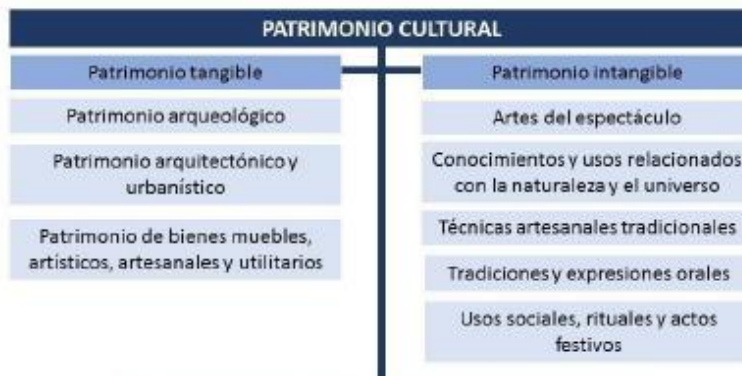 PATRIMONIO CULTURAL
Patrimonio tangible
Patrimonio arqueológico
Patrimonio arquitectónico y
urbanístico
Patrimonio de bienes muebles,
artísticos, artesanales y utilitarios
Patrimonio intangible
Artes del espectáculo
Conocimientos y usos relacionados
con la naturaleza y el universo
Técnicas artesanales tradicionales
Tradiciones y expresiones orales
Usos sociales, rituales y actos
festivos